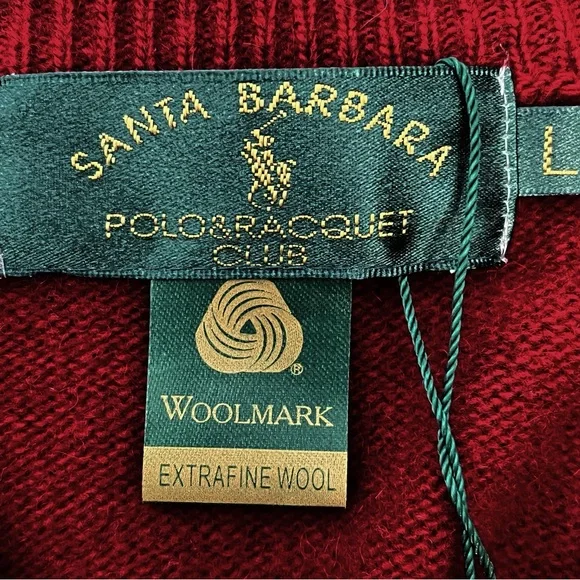 SANTA BARBARA
POLO&RACQUET
CLUB
L
®
WOOLMARK
EXTRAFINE WOOL